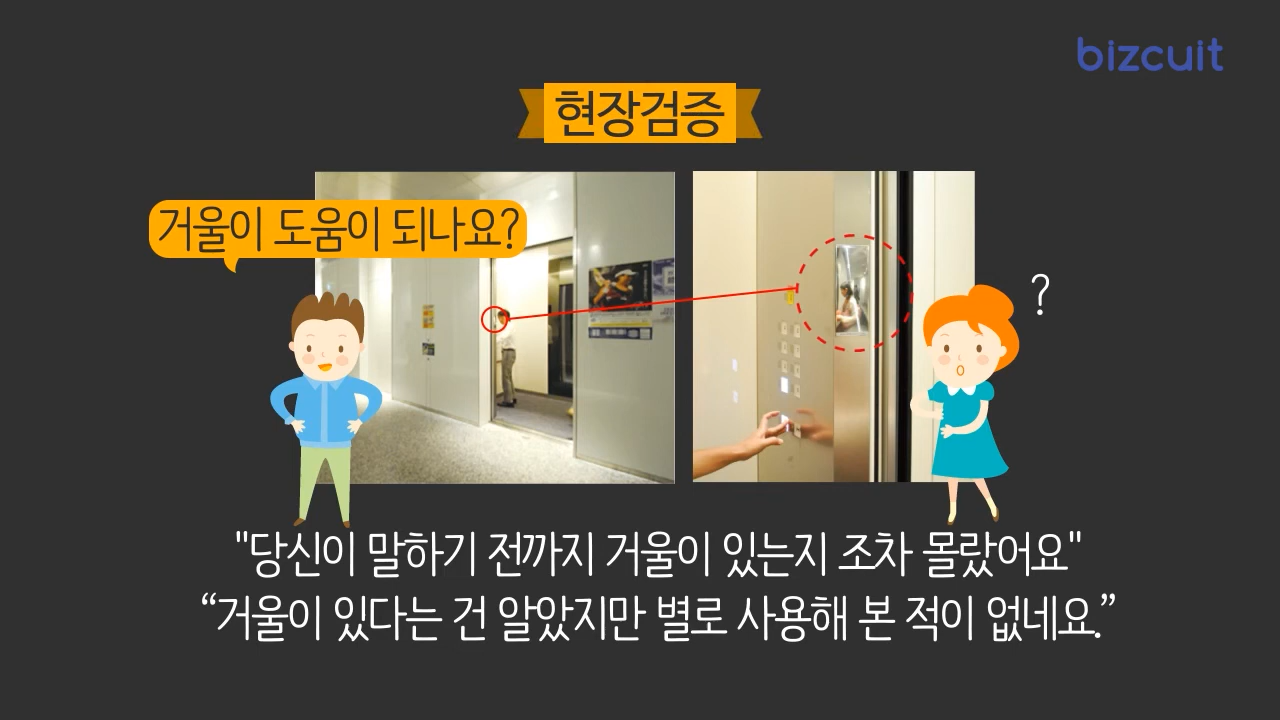 bizcuit
현장검증
거울이 도움이 되나요?
?
"당신이 말하기 전까지 거울이 있는지 조차 몰랐어요"
“거울이 있다는 건 알았지만 별로 사용해 본 적이 없네요.”